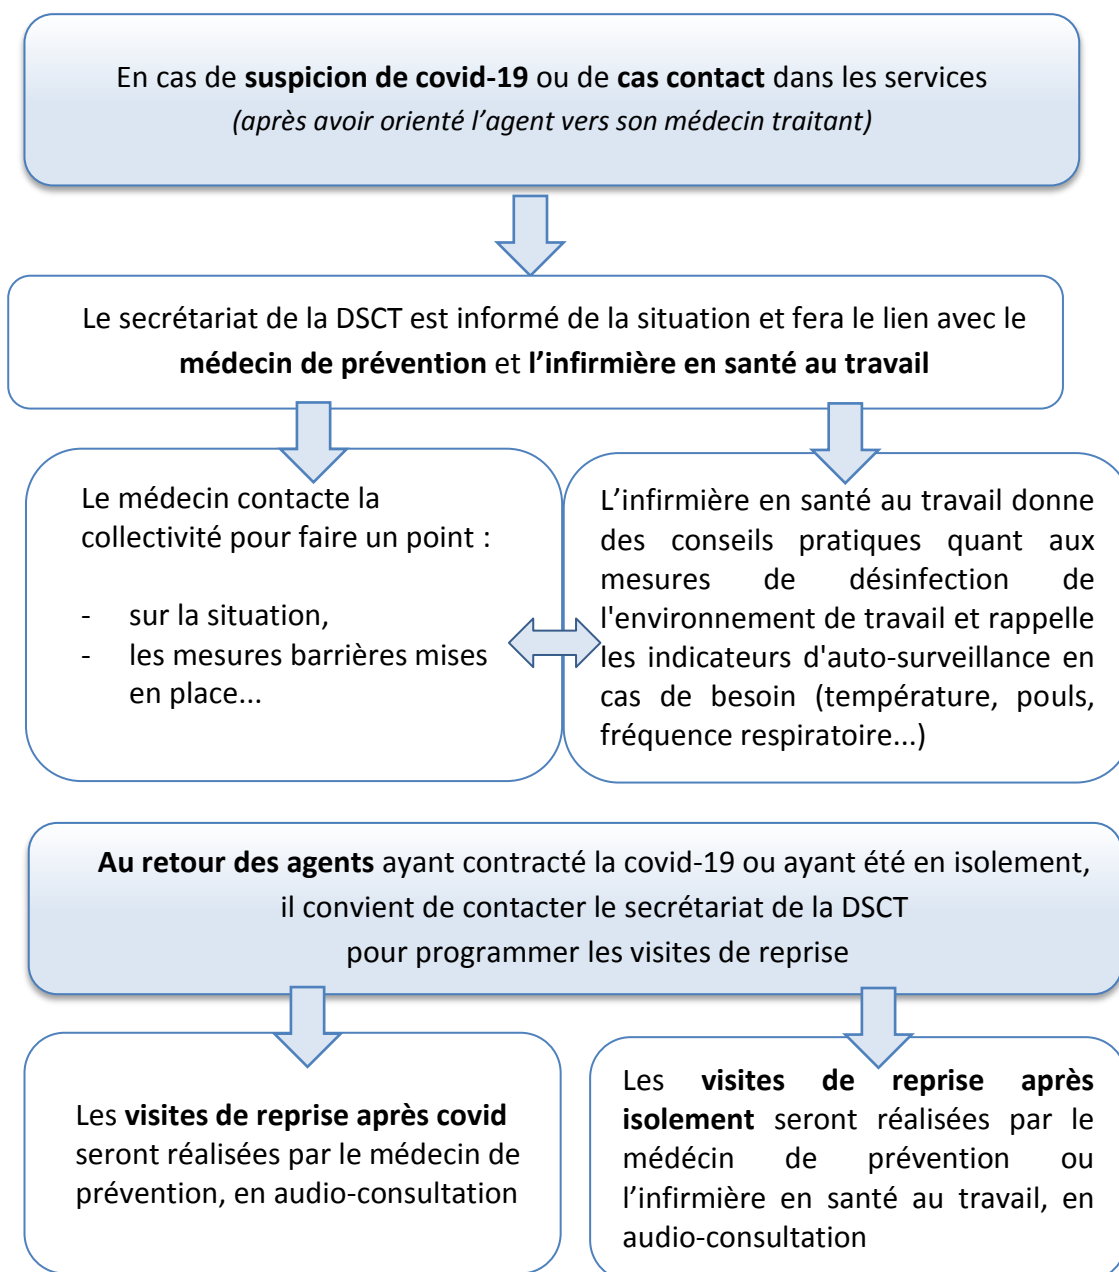 En cas de suspicion de covid-19 ou de cas contact dans les services
(après avoir orienté l'agent vers son médecin traitant)
Le secrétariat de la DSCT est informé de la situation et fera le lien avec le
médecin de prévention et l'infirmière en santé au travail
Le médecin contacte la
collectivité pour faire un point :
- sur la situation,
- les mesures barrières mises
en place...
L'infirmière en santé au travail donne
des conseils pratiques quant aux
mesures de désinfection de
l'environnement de travail et rappelle
les indicateurs d'auto-surveillance en
cas de besoin (température, pouls,
fréquence respiratoire...)
Au retour des agents ayant contracté la covid-19 ou ayant été en isolement,
il convient de contacter le secrétariat de la DSCT
pour programmer les visites de reprise
Les visites de reprise après covid
seront réalisées par le médecin de
prévention, en audio-consultation
Les visites de reprise après
isolement seront réalisées par le
médécin de prévention ou
l'infirmière en santé au travail, en
audio-consultation